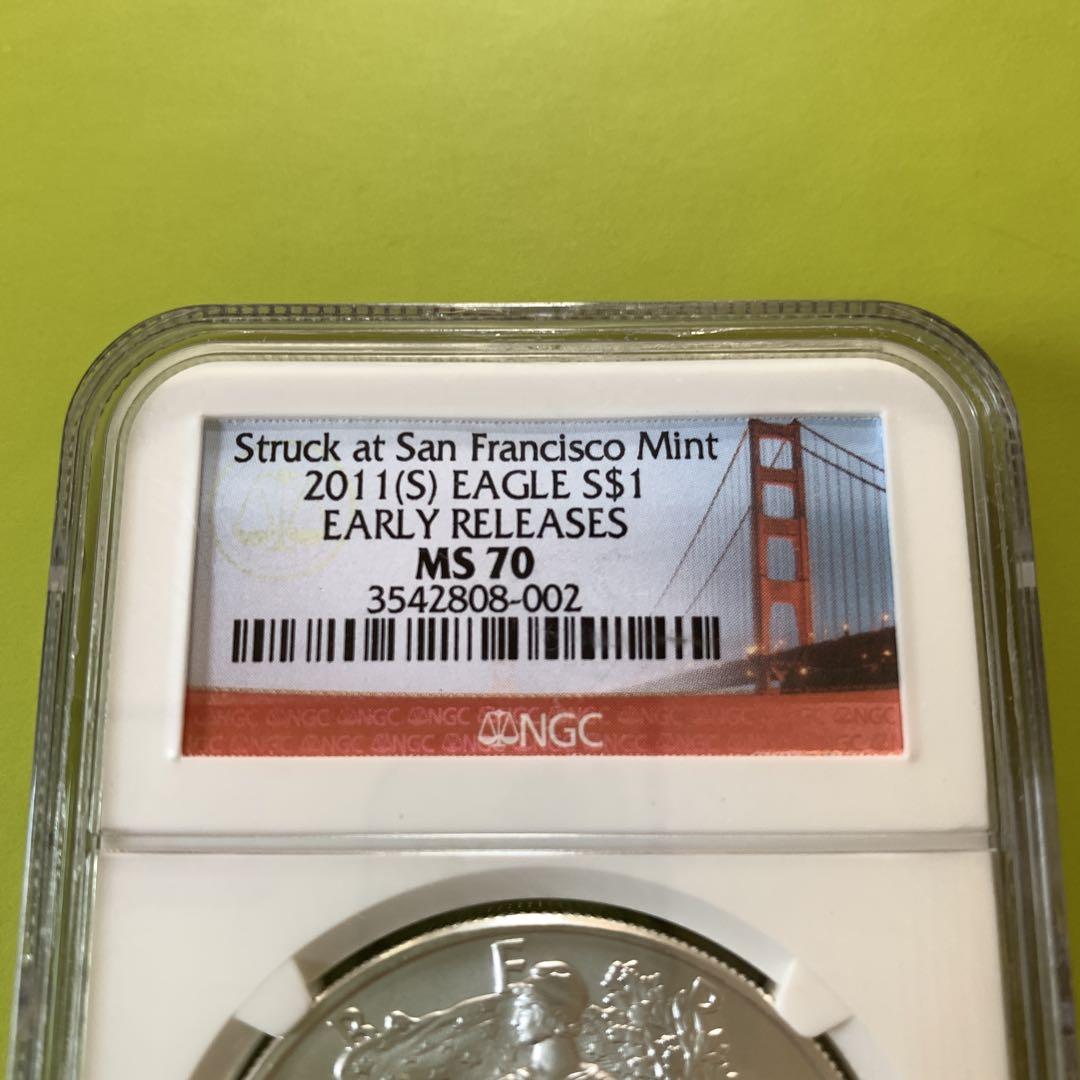 Struck at San Francisco Mint
2011(S) EAGLE S$1
EARLY RELEASES
MS 70
3542808-002
NGC